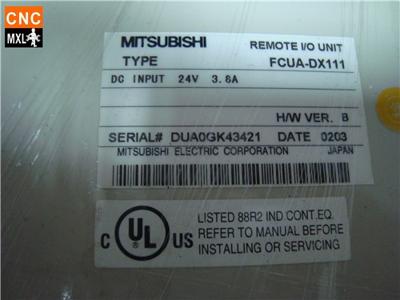 CNC
MXL
MITSUBISHI REMOTE I/O UNIT
TYPE FCUA-DX111
DC INPUT 24V 3.6A
H/W VER. B
SERIAL# DUA0GK43421 DATE 0203
MITSUBISHI ELECTRIC CORPORATION JAPAN
C UL US
LISTED 88R2 IND CONT.EQ.
REFER TO MANUAL BEFORE
INSTALLING OR SERVICING